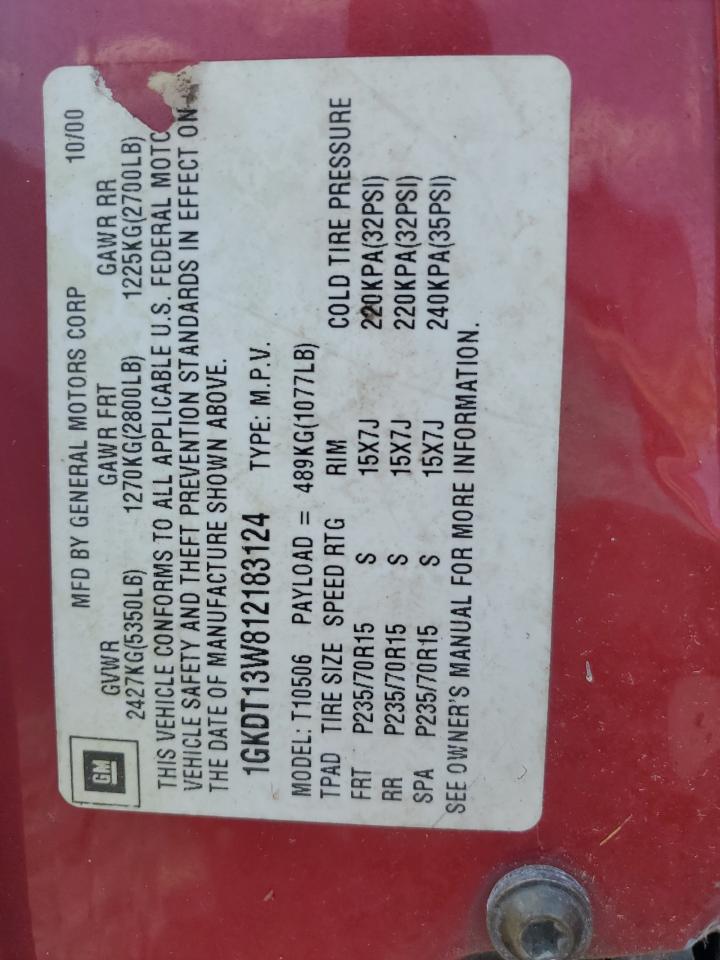 GM
MFD BY GENERAL MOTORS CORP 10/00
GVWR GAWR FRT GAWR RR
2427KG(5350LB) 1270KG(2800LB) 1225KG(2700LB)
THIS VEHICLE CONFORMS TO ALL APPLICABLE U.S. FEDERAL
VEHICLE SAFETY AND THEFT PREVENTION STANDARDS IN EFFECT ON
THE DATE OF MANUFACTURE SHOWN ABOVE.
1GKDT13W812183124 TYPE: M.P.V.
MODEL: T10506 PAYLOAD = 489KG(1077LB)
TPAD TIRE SIZE SPEED RTG RIM COLD TIRE PRESSURE
FRT P235/70R15 S 15X7J 220KPA(32PSI)
RR P235/70R15 S 15X7J 220KPA(32PSI)
SPA P235/70R15 S 15X7J 240KPA(35PSI)
SEE OWNER'S MANUAL FOR MORE INFORMATION.